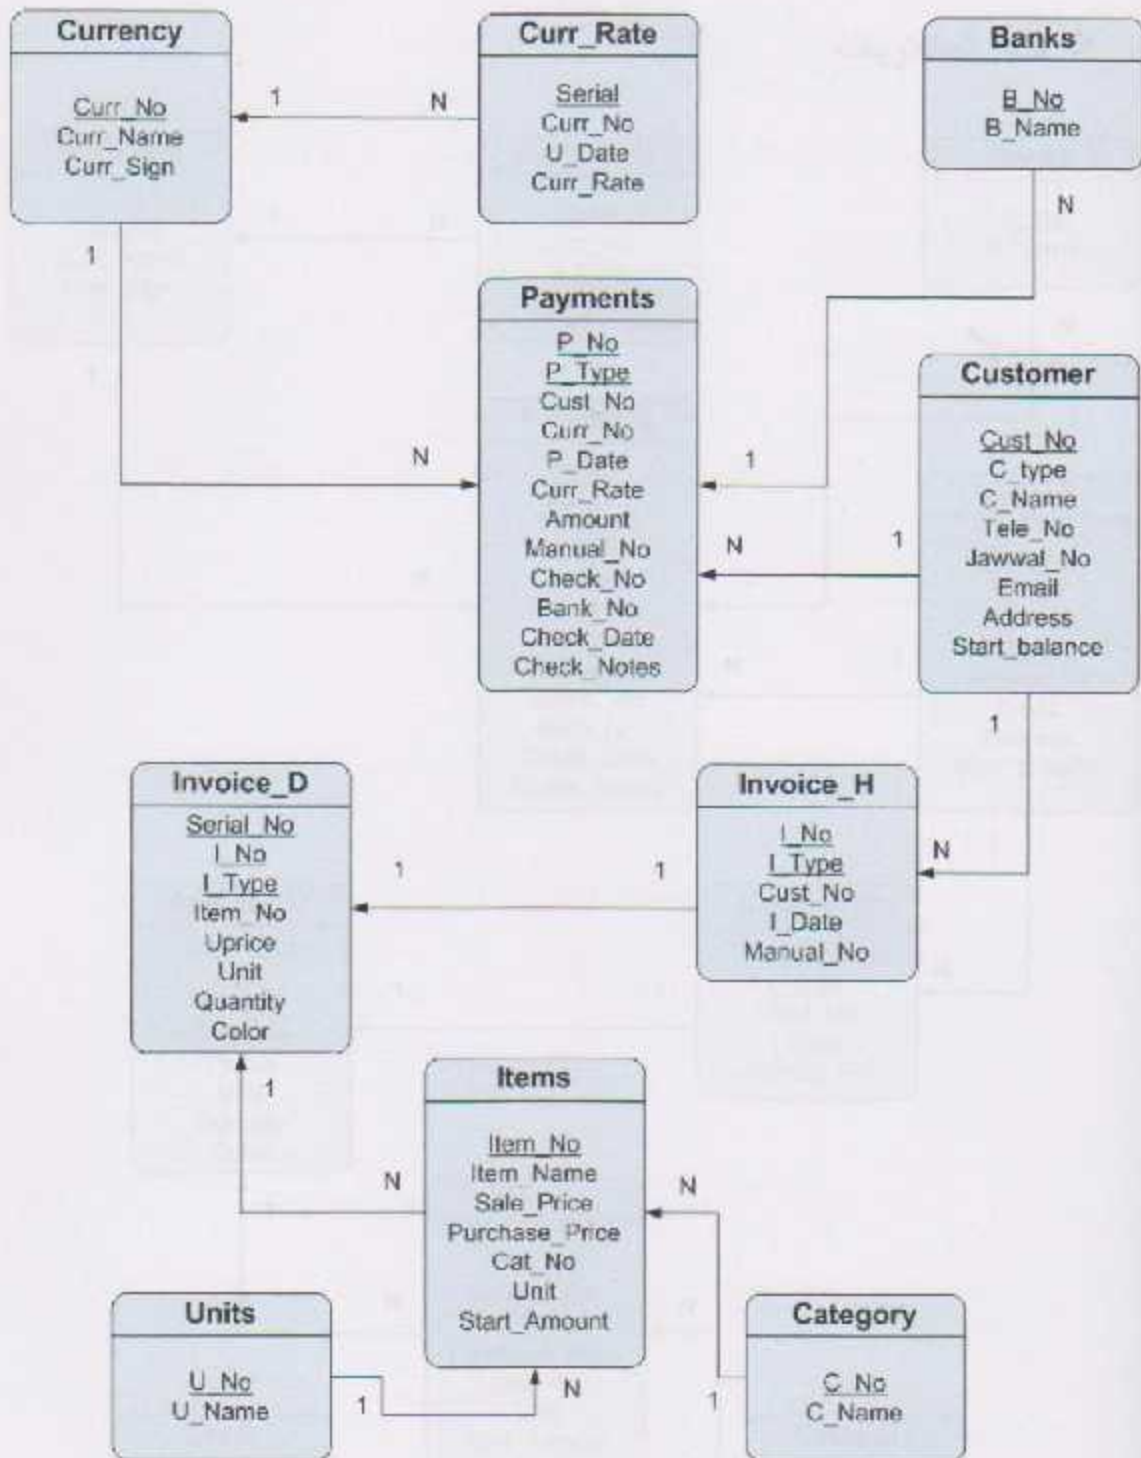 Currency
Curr_No
Curr_Name
Curr_Sign
1
N
Curr_Rate
Serial
Curr_No
U_Date
Curr_Rate
Banks
B_No
B_Name
N
1
N
Payments
P_No
P_Type
Cust_No
Curr_No
P_Date
Curr_Rate
Amount
Manual_No
Check_No
Bank_No
Check_Date
Check_Notes
1
N
1
Customer
Cust_No
C_type
C_Name
Tele_No
Jawwal_No
Email
Address
Start_balance
1
N
Invoice_D
Serial_No
I_No
I_Type
Item_No
Uprice
Unit
Quantity
Color
1
1
Invoice_H
I_No
I_Type
Cust_No
I_Date
Manual_No
1
N
Items
Item_No
Item_Name
Sale_Price
Purchase_Price
Cat_No
Unit
Start_Amount
N
1
Units
U_No
U_Name
1
N
Category
C_No
C_Name